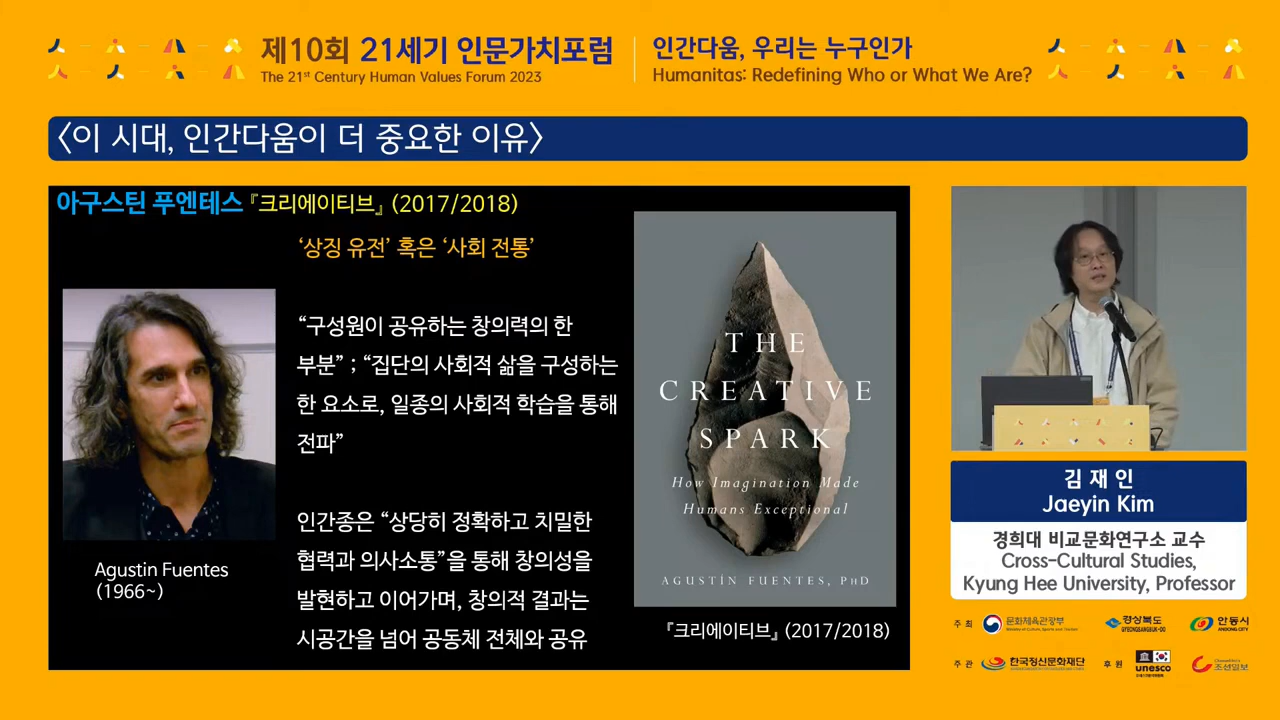 제10회 21세기 인문가치포럼
The 21st Century Human Values Forum 2023
인간다움, 우리는 누구인가
Humanitas: Redefining Who or What We Are?
〈이 시대, 인간다움이 더 중요한 이유〉
아구스틴 푸엔테스 『크리에이티브』 (2017/2018)
‘상징 유전’ 혹은 ‘사회 전통’
“구성원이 공유하는 창의력의 한
부분” ; “집단의 사회적 삶을 구성하는
한 요소로, 일종의 사회적 학습을 통해
전파”
인간종은 “상당히 정확하고 치밀한
협력과 의사소통”을 통해 창의성을
발현하고 이어가며, 창의적 결과는
시공간을 넘어 공동체 전체와 공유
Agustin Fuentes
(1966~)
THE
CREATIVE
SPARK
How Imagination Made
Humans Exceptional
AGUSTÍN FUENTES, PHD
『크리에이티브』 (2017/2018)
김 재 인
Jaeyin Kim
경희대 비교문화연구소 교수
Cross-Cultural Studies,
Kyung Hee University, Professor
주 최
문화체육관광부
경상북도
GYEONGSANGBUK-DO
안동시
ANDONG CITY
주 관
한국정신문화재단
후 원
unesco
조선일보